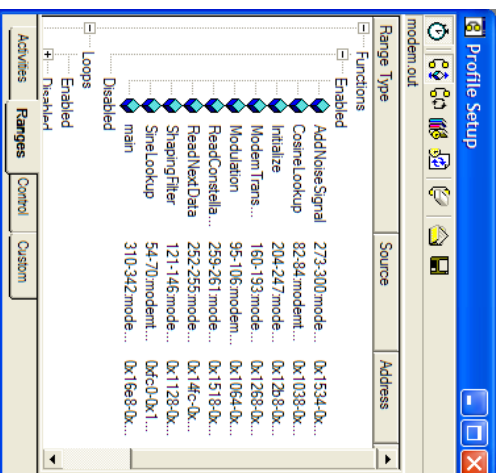 Profile Setup
modem.out
Range Type Source Address
Functions
Enabled
AddNoiseSignal 273-300:mode... 0x1534-0x...
CosineLookup 82-84:modemt... 0x1038-0x...
Initialize 204-247:mode... 0x12b8-0x...
ModemTrans... 160-193:mode... 0x1268-0x...
Modulation 95-106:modem... 0x1064-0x...
ReadConstella... 259-261:mode... 0x1518-0x...
ReadNextData 252-255:mode... 0x14fc-0x...
ShapingFilter 121-146:mode... 0x1128-0x...
SineLookup 54-70:modemt... 0xfc0-0x1...
main 310-342:mode... 0x16e8-0x...
Disabled
Loops
Enabled
Disabled
Activities Ranges Control Custom